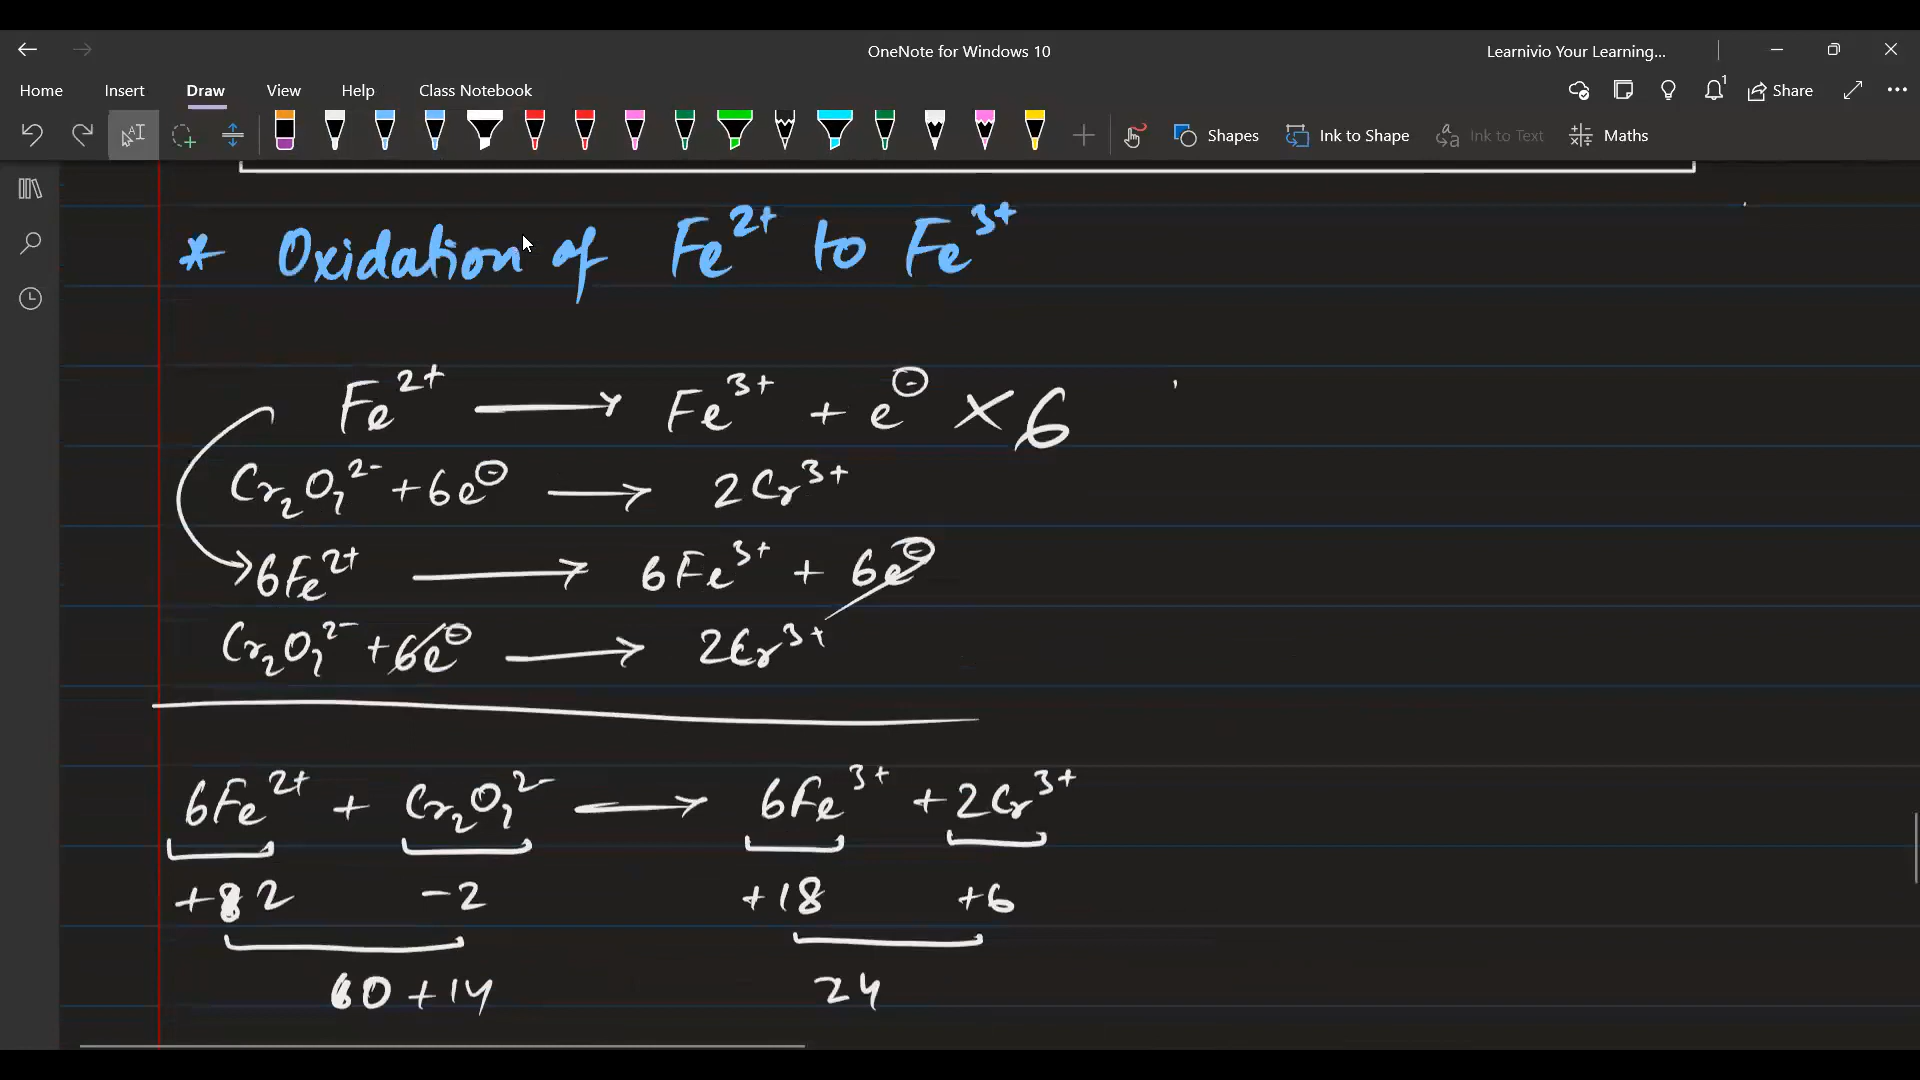 OneNote for Windows 10
Learnivio Your Learning...
Home Insert Draw View Help Class Notebook
1
Share
Shapes Ink to Shape Ink to Text Maths
* Oxidation of Fe²⁺ to Fe³⁺
Fe²⁺ ⟶ Fe³⁺ + e⊖ × 6
Cr₂O₇²⁻ + 6e⊖ ⟶ 2Cr³⁺
6Fe²⁺ ⟶ 6Fe³⁺ + 6e⊖
Cr₂O₇²⁻ + 6e⊖ ⟶ 2Cr³⁺
6Fe²⁺ + Cr₂O₇²⁻ ⟶ 6Fe³⁺ + 2Cr³⁺
-2 +18 +6
+14 24